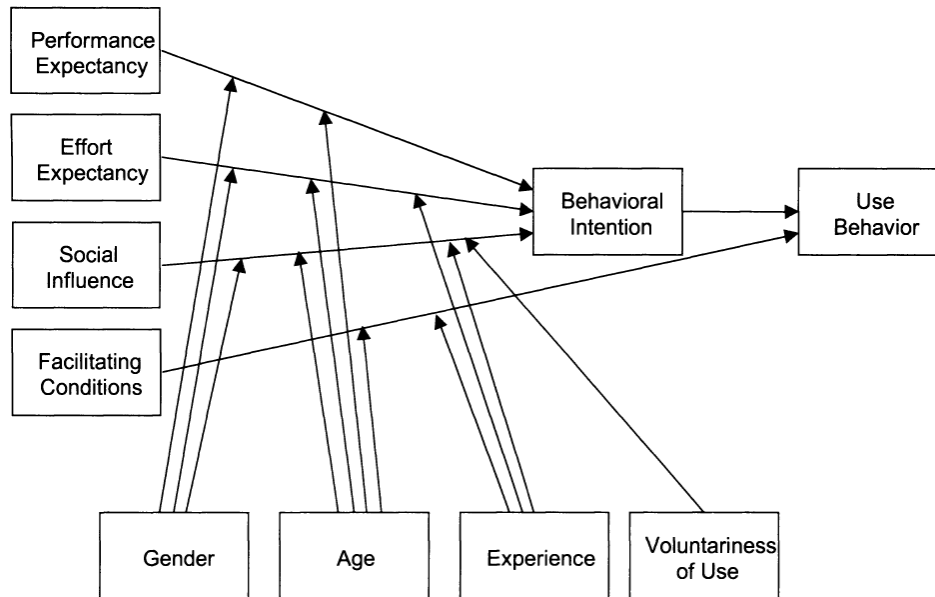 Performance
Expectancy
Effort
Expectancy
Social
Influence
Facilitating
Conditions
Behavioral
Intention
Use
Behavior
Gender
Age
Experience
Voluntariness
of Use